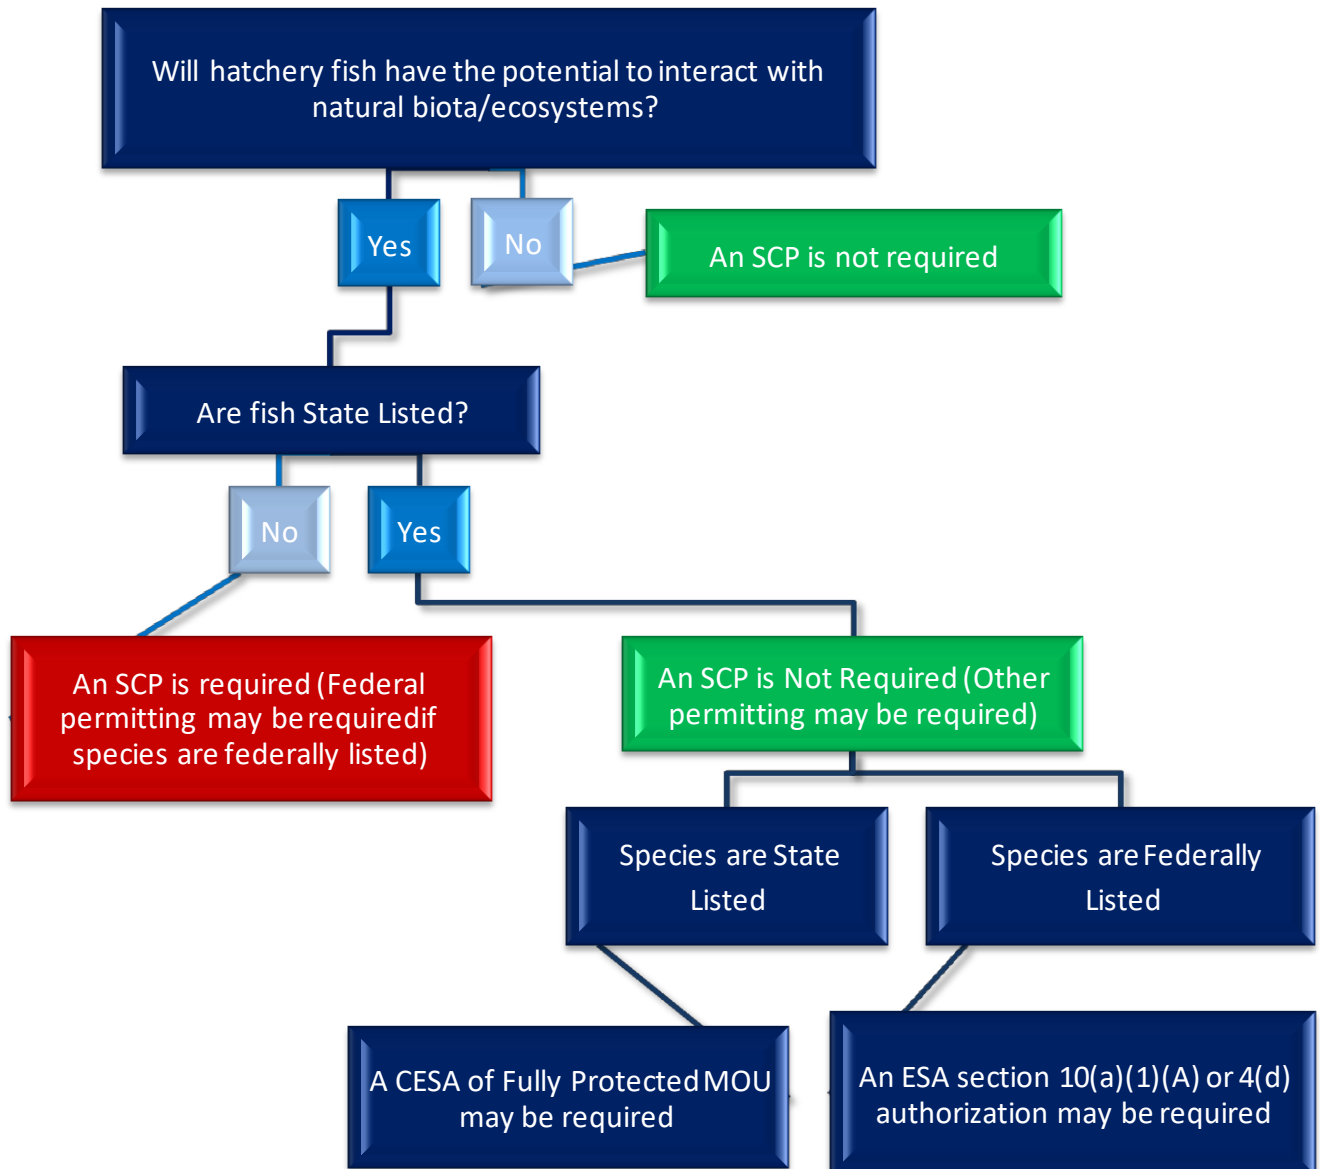 Will hatchery fish have the potential to interact with
natural biota/ecosystems?
Yes
No
An SCP is not required
Are fish State Listed?
No
Yes
An SCP is required (Federal
permitting may be requiredif
species are federally listed)
An SCP is Not Required (Other
permitting may be required)
Species are State
Listed
Species are Federally
Listed
A CESA of Fully Protected MOU
may be required
An ESA section 10(a)(1)(A) or 4(d)
authorization may be required